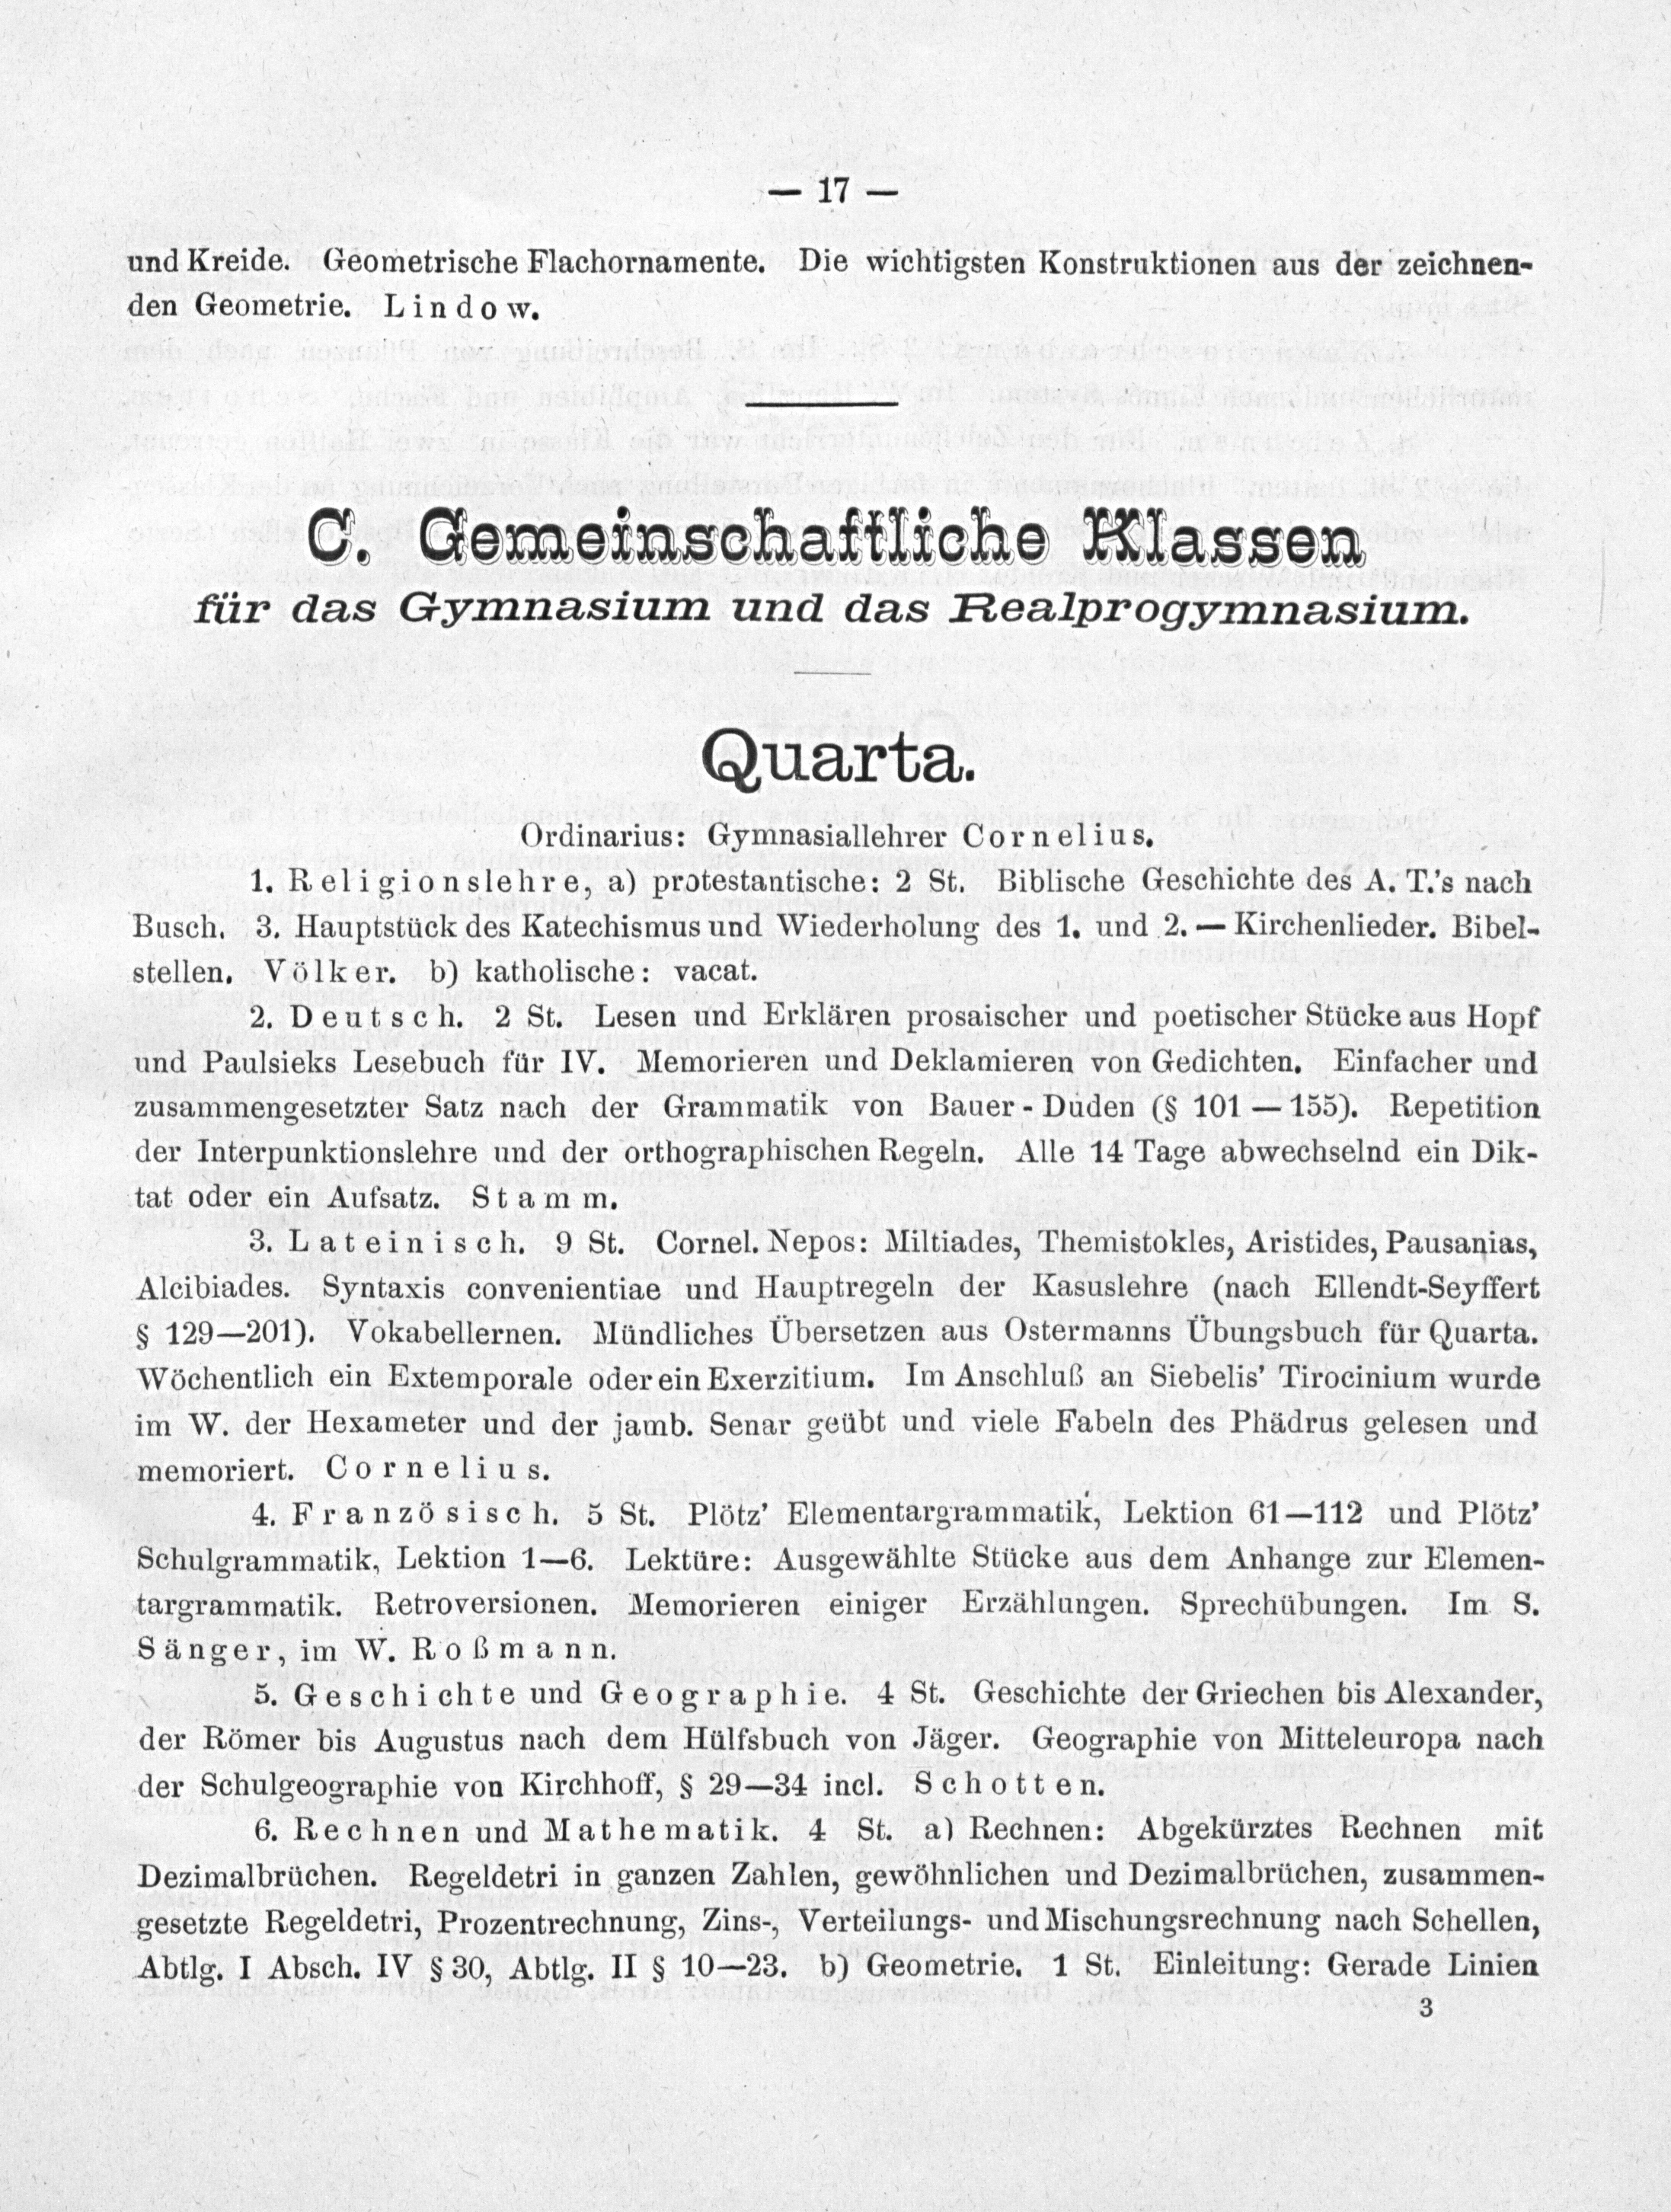 — 17 —
und Kreide. Geometrische Flachornamente. Die wichtigsten Konstruktionen aus der zeichnen-
den Geometrie. Lindow.
C. Gemeinschaftliche Klassen
für das Gymnasium und das Realprogymnasium.
Quarta.
Ordinarius: Gymnasiallehrer Cornelius.
1. Religionslehre, a) protestantische: 2 St. Biblische Geschichte des A. T.'s nach
Busch. 3. Hauptstück des Katechismus und Wiederholung des 1. und 2. — Kirchenlieder. Bibel-
stellen. Völker. b) katholische: vacat.
2. Deutsch. 2 St. Lesen und Erklären prosaischer und poetischer Stücke aus Hopf
und Paulsieks Lesebuch für IV. Memorieren und Deklamieren von Gedichten. Einfacher und
zusammengesetzter Satz nach der Grammatik von Bauer - Duden (§ 101 — 155). Repetition
der Interpunktionslehre und der orthographischen Regeln. Alle 14 Tage abwechselnd ein Dik-
tat oder ein Aufsatz. Stamm.
3. Lateinisch. 9 St. Cornel. Nepos: Miltiades, Themistokles, Aristides, Pausanias,
Alcibiades. Syntaxis convenientiae und Hauptregeln der Kasuslehre (nach Ellendt-Seyffert
§ 129—201). Vokabellernen. Mündliches Übersetzen aus Ostermanns Übungsbuch für Quarta.
Wöchentlich ein Extemporale oder ein Exerzitium. Im Anschluß an Siebelis' Tirocinium wurde
im W. der Hexameter und der jamb. Senar geübt und viele Fabeln des Phädrus gelesen und
memoriert. Cornelius.
4. Französisch. 5 St. Plötz' Elementargrammatik, Lektion 61—112 und Plötz'
Schulgrammatik, Lektion 1—6. Lektüre: Ausgewählte Stücke aus dem Anhange zur Elemen-
targrammatik. Retroversionen. Memorieren einiger Erzählungen. Sprechübungen. Im S.
Sänger, im W. Roßmann.
5. Geschichte und Geographie. 4 St. Geschichte der Griechen bis Alexander,
der Römer bis Augustus nach dem Hülfsbuch von Jäger. Geographie von Mitteleuropa nach
der Schulgeographie von Kirchhoff, § 29—34 incl. Schotten.
6. Rechnen und Mathematik. 4 St. a) Rechnen: Abgekürztes Rechnen mit
Dezimalbrüchen. Regeldetri in ganzen Zahlen, gewöhnlichen und Dezimalbrüchen, zusammen-
gesetzte Regeldetri, Prozentrechnung, Zins-, Verteilungs- und Mischungsrechnung nach Schellen,
Abtlg. I Absch. IV § 30, Abtlg. II § 10—23. b) Geometrie. 1 St. Einleitung: Gerade Linien
3